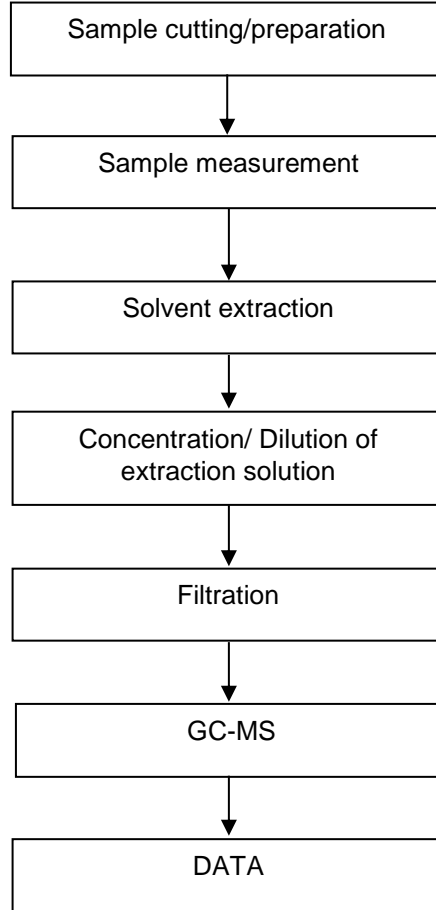 Sample cutting/preparation
Sample measurement
Solvent extraction
Concentration/ Dilution of
extraction solution
Filtration
GC-MS
DATA